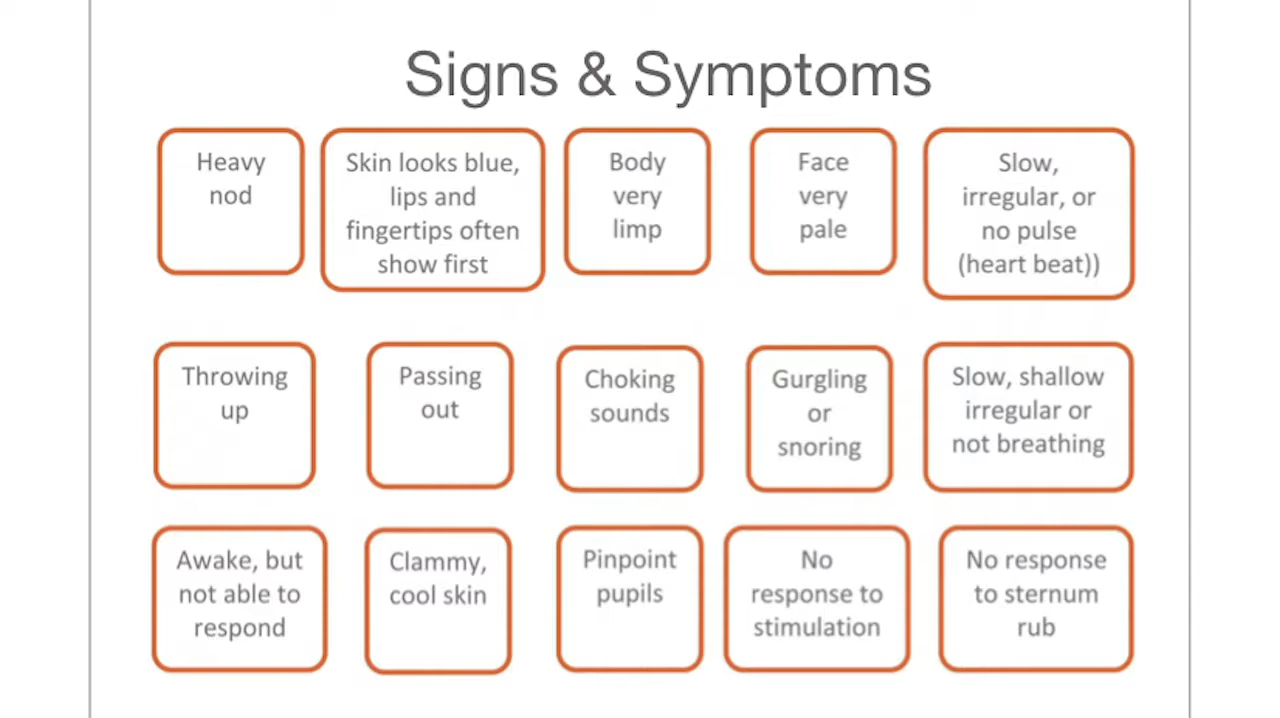 Signs & Symptoms
Heavy
nod
Skin looks blue,
lips and
fingertips often
show first
Body
very
limp
Face
very
pale
Slow,
irregular, or
no pulse
(heart beat))
Throwing
up
Passing
out
Choking
sounds
Gurgling
or
snoring
Slow, shallow
irregular or
not breathing
Awake, but
not able to
respond
Clammy,
cool skin
Pinpoint
pupils
No
response to
stimulation
No response
to sternum
rub